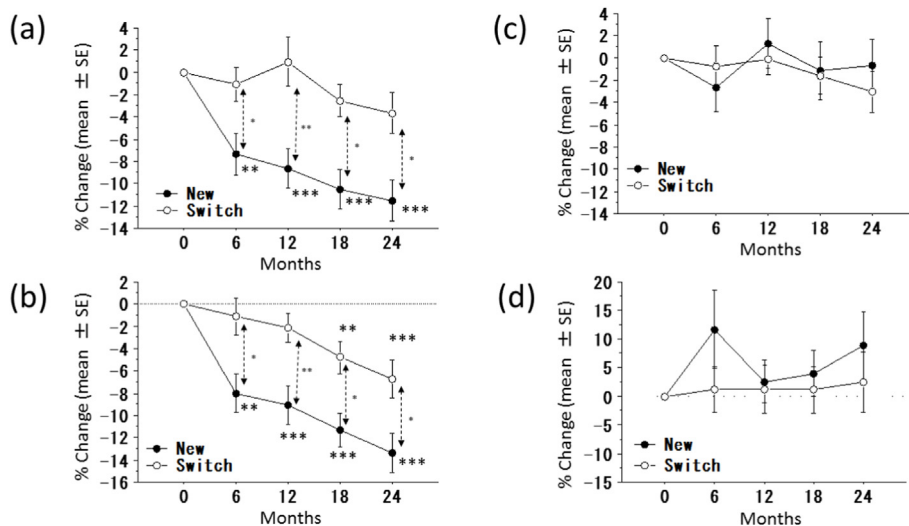 (a)
% Change (mean ± SE)
4
2
0
-2
-4
-6
-8
-10
-12
-14
*
**
*
*
**
***
***
***
New
Switch
0 6 12 18 24
Months
(c)
% Change (mean ± SE)
4
2
0
-2
-4
-6
-8
-10
-12
-14
New
Switch
0 6 12 18 24
Months
(b)
% Change (mean ± SE)
2
0
-2
-4
-6
-8
-10
-12
-14
-16
**
***
*
**
*
*
**
***
***
***
New
Switch
0 6 12 18 24
Months
(d)
% Change (mean ± SE)
20
15
10
5
0
-5
10
-15
New
Switch
0 6 12 18 24
Months